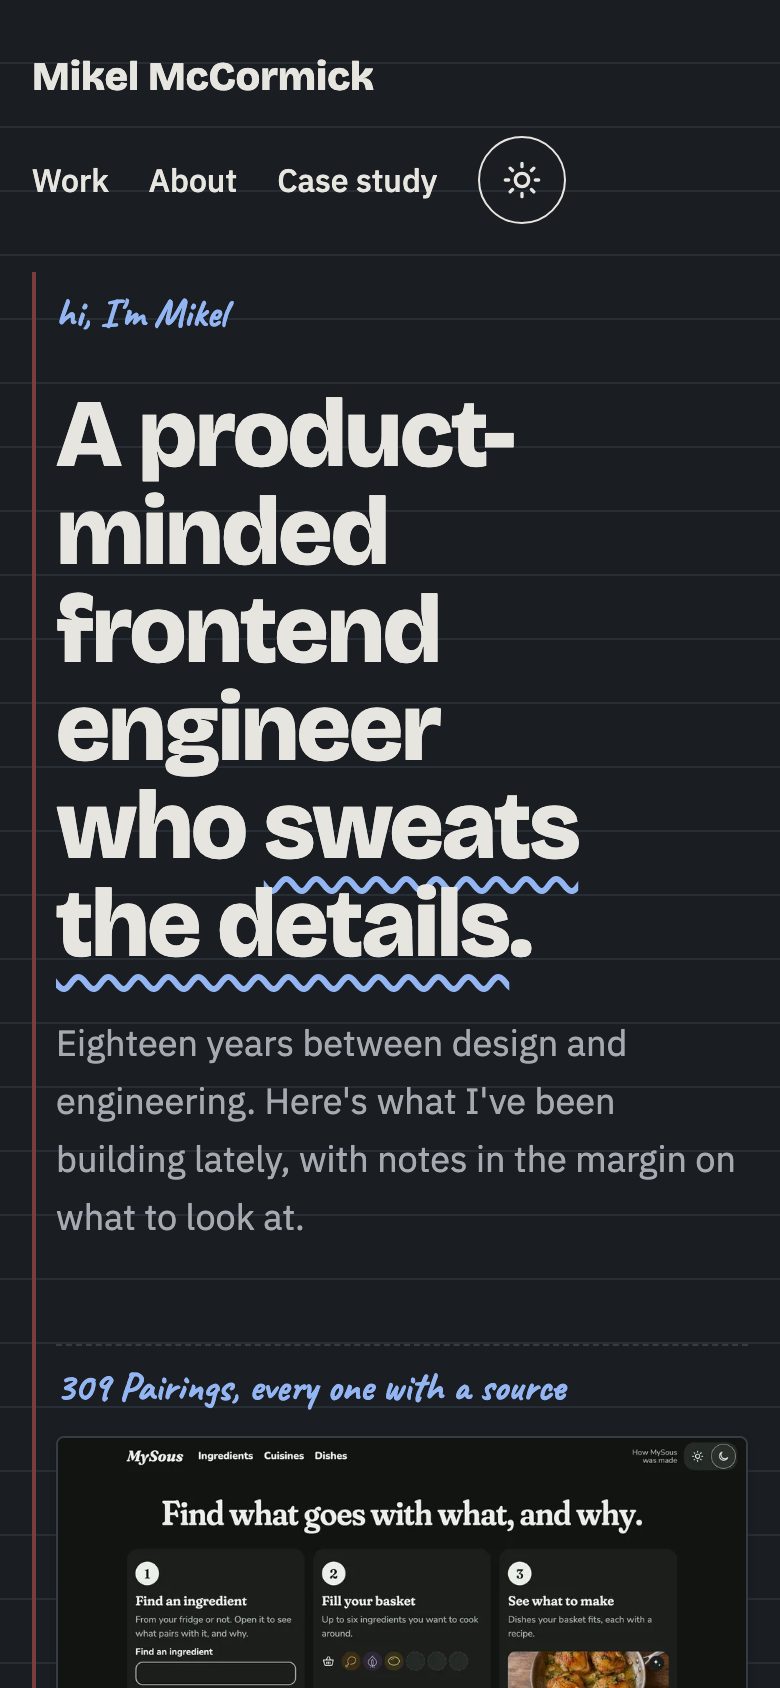 Mikel McCormick
Work About Case study
hi, I'm Mikel
A product-
minded
frontend
engineer
who sweats
the details.
Eighteen years between design and
engineering. Here's what I've been
building lately, with notes in the margin on
what to look at.
309 Pairings, every one with a source
MySous Ingredients Cuisines Dishes How MySous
was made
Find what goes with what, and why.
1 2 3
Find an ingredient Fill your basket See what to make
From your fridge or not. Open it to see Up to six ingredients you want to cook Dishes your basket fits, each with a
what pairs with it, and why. around. recipe.
Find an ingredient